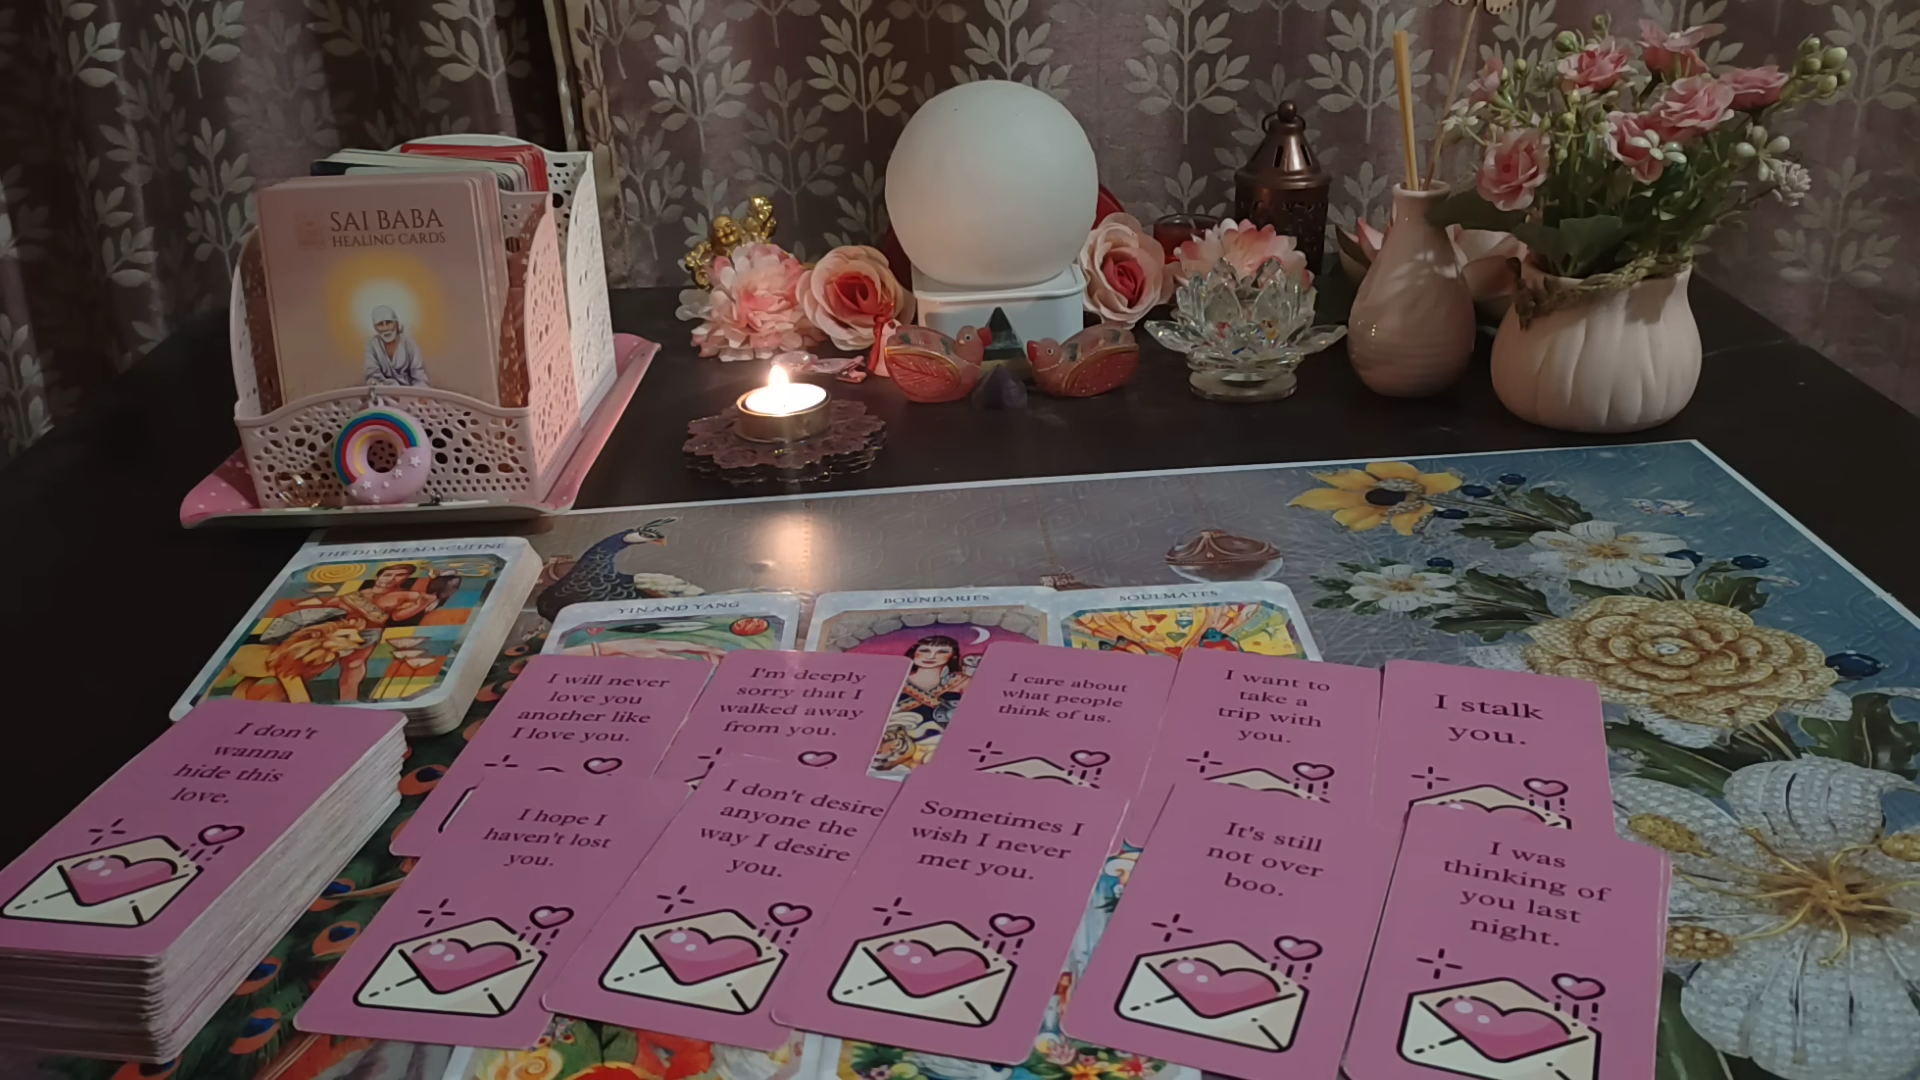 SAI BABA
HEALING CARDS
THE DIVINE MASCULINE
YIN AND YANG
BOUNDARIES
SOULMATES
I don't
wanna
hide this
love.
I will never
love you
another like
I love you.
I'm deeply
sorry that I
walked away
from you.
I care about
what people
think of us.
I want to
take a
trip with
you.
I stalk
you.
I hope I
haven't lost
you.
I don't desire
anyone the
way I desire
you.
Sometimes I
wish I never
met you.
It's still
not over
boo.
I was
thinking of
you last
night.